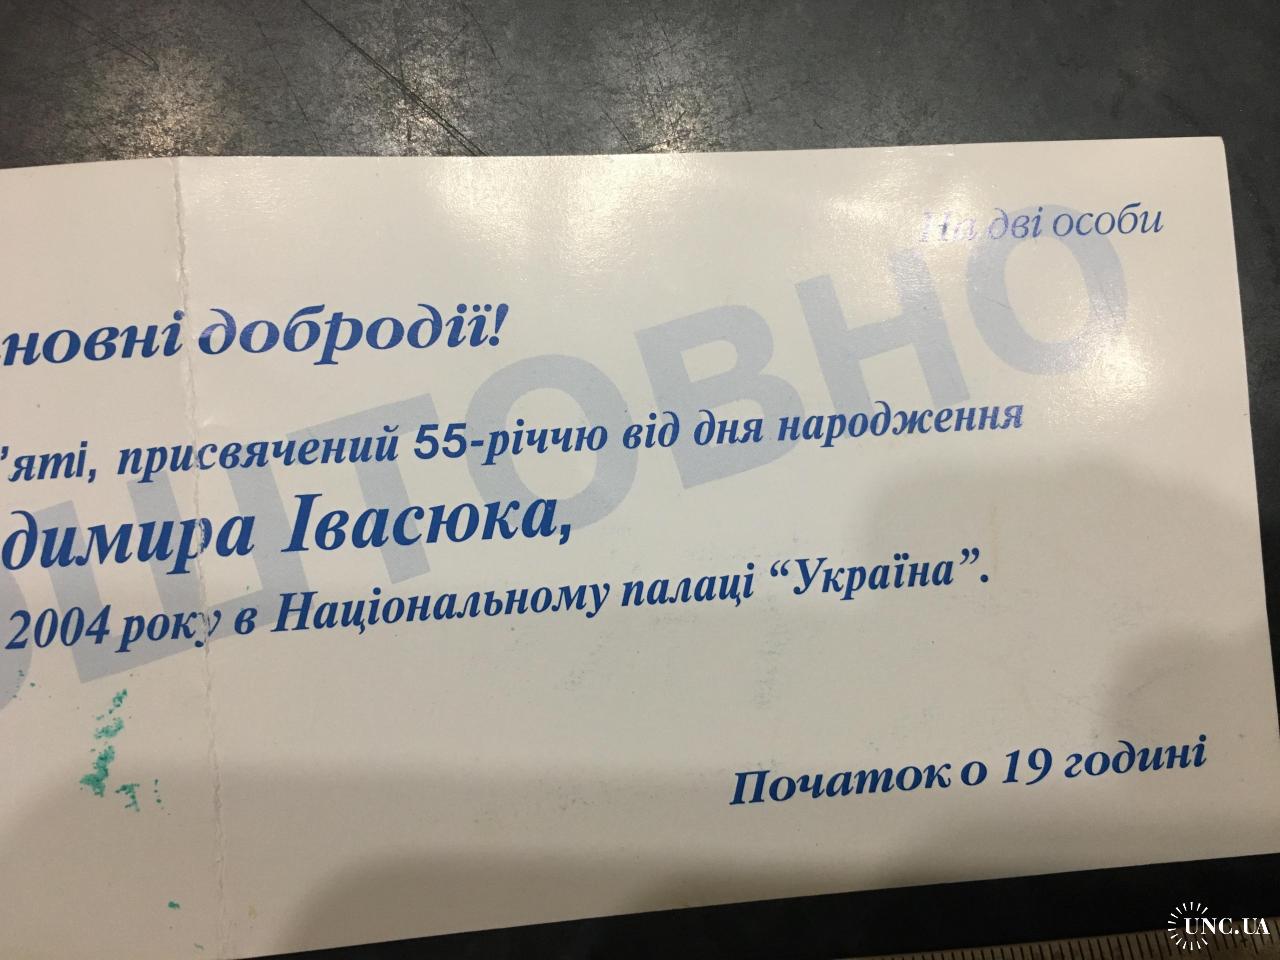 На дві особи
новні добродії!
’яті, присвячений 55-річчю від дня народження
димира Івасюка,
2004 року в Національному палаці “Україна”.
ОШТОВНО
Початок о 19 годині
UNC.UA